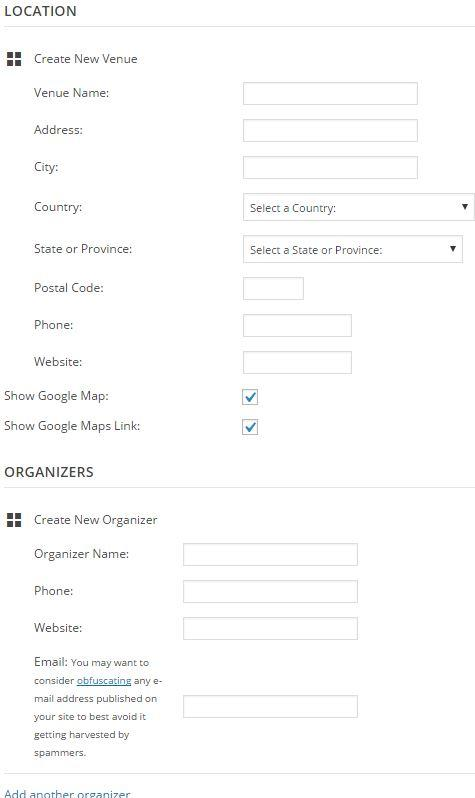 LOCATION
Create New Venue
Venue Name:
Address:
City:
Country:
Select a Country:
State or Province:
Select a State or Province:
Postal Code:
Phone:
Website:
Show Google Map:
Show Google Maps Link:
ORGANIZERS
Create New Organizer
Organizer Name:
Phone:
Website:
Email: You may want to
consider obfuscating any e-
mail address published on
your site to best avoid it
getting harvested by
spammers.
Add another organizer